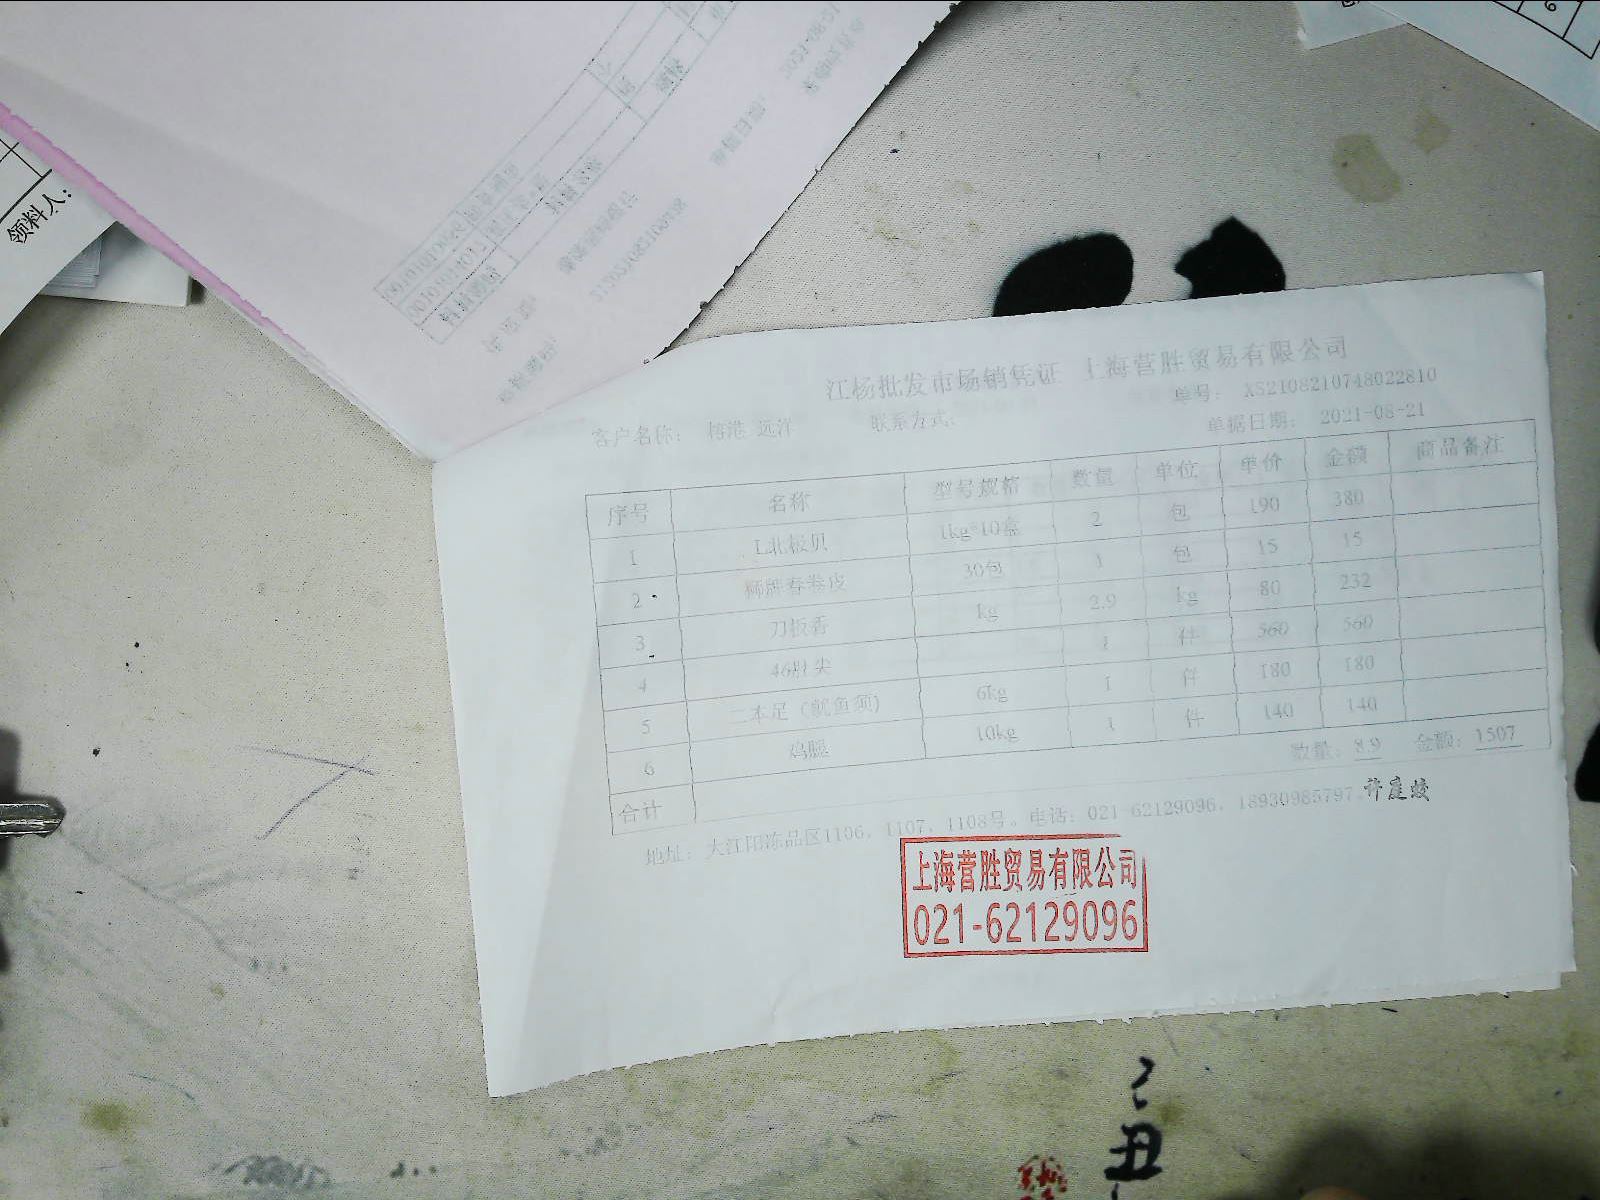 领料人:
江杨批发市场销凭证 上海营胜贸易有限公司
单号: XS2108210748022810
客户名称: 榕港 远洋 联系方式: 单据日期: 2021-08-21
序号 名称 型号规格 数量 单位 单价 金额 商品备注
1 L北极贝 1kg*10盒 2 包 190 380
2 狮牌春卷皮 30包 1 包 15 15
3 刀板香 kg 2.9 kg 80 232
4 46肚尖 1 件 560 560
5 二本足 (鱿鱼须) 6kg 1 件 180 180
6 鸡腿 10kg 1 件 140 140
合计 数量: 8.9 金额: 1507
地址: 大江阳冻品区1106, 1107, 1108号。电话: 021-62129096, 18930985797, 许庭蛟
上海营胜贸易有限公司
021-62129096
丑